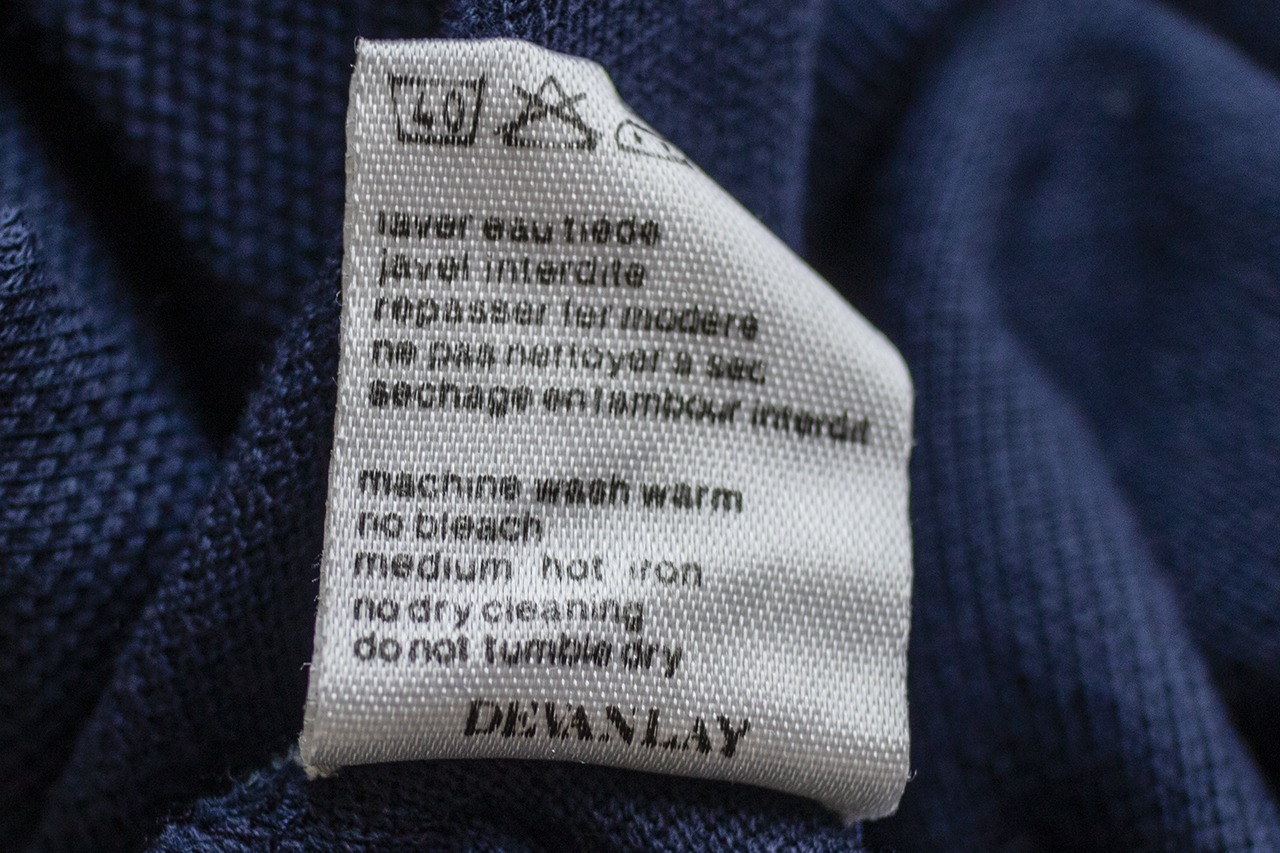 40
laver eau tiède
javel interdite
repasser fer modéré
ne pas nettoyer à sec
sechage en tambour interdit
machine wash warm
no bleach
medium hot iron
no dry cleaning
do not tumble dry
DEVANLAY